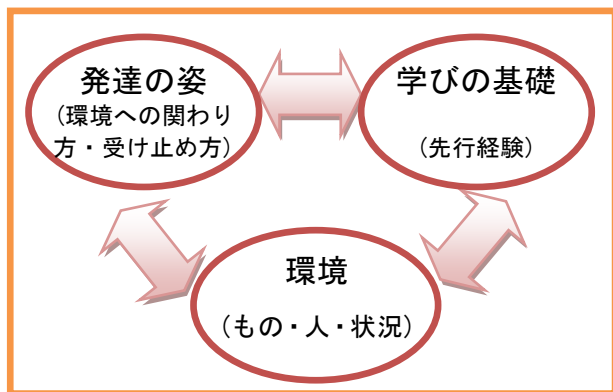 発達の姿
（環境への関わり
方・受け止め方）
学びの基礎
（先行経験）
環境
（もの・人・状況）